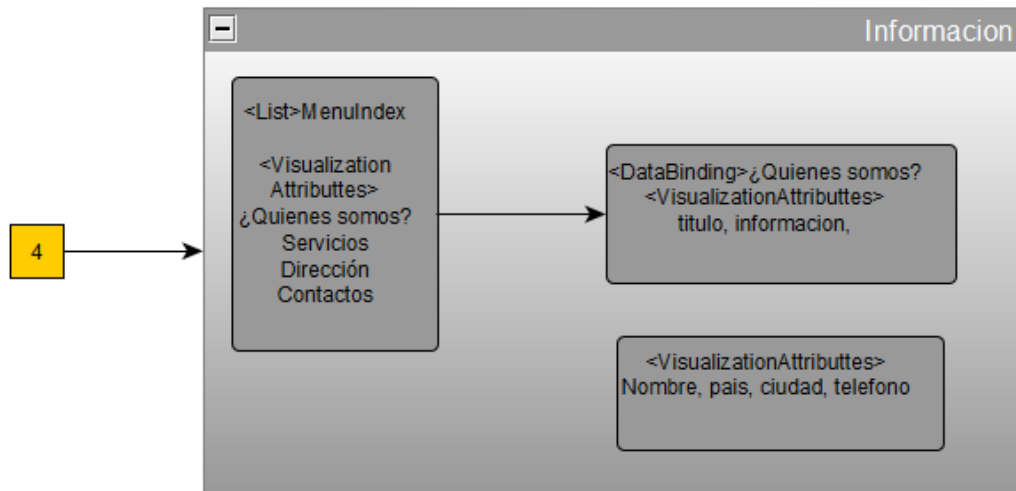 Informacion
<List>MenuIndex
<Visualization
Attributtes>
¿Quienes somos?
Servicios
Dirección
Contactos
4
<DataBinding>¿Quienes somos?
<VisualizationAttributtes>
titulo, informacion,
<VisualizationAttributtes>
Nombre, pais, ciudad, telefono